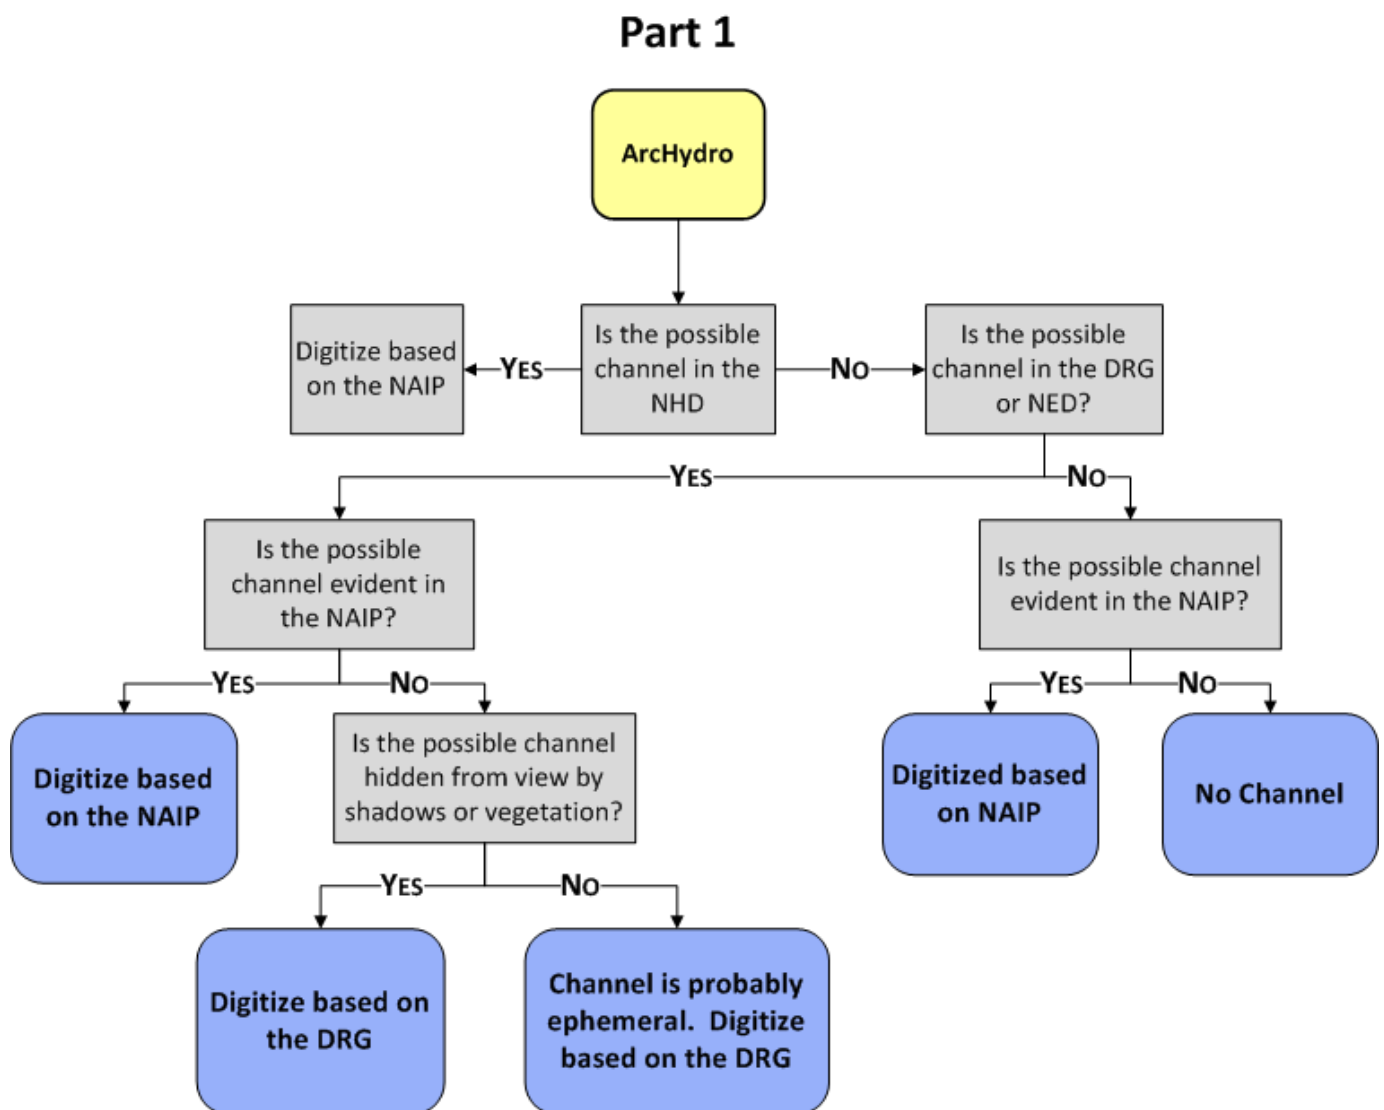 Part 1
ArcHydro
Digitize based
on the NAIP
YES
Is the possible
channel in the
NHD
NO
Is the possible
channel in the DRG
or NED?
YES
NO
Is the possible
channel evident in
the NAIP?
Is the possible channel
evident in the NAIP?
YES
NO
YES
NO
Digitize based
on the NAIP
Is the possible channel
hidden from view by
shadows or vegetation?
Digitized based
on NAIP
No Channel
YES
NO
Digitize based on
the DRG
Channel is probably
ephemeral.  Digitize
based on the DRG